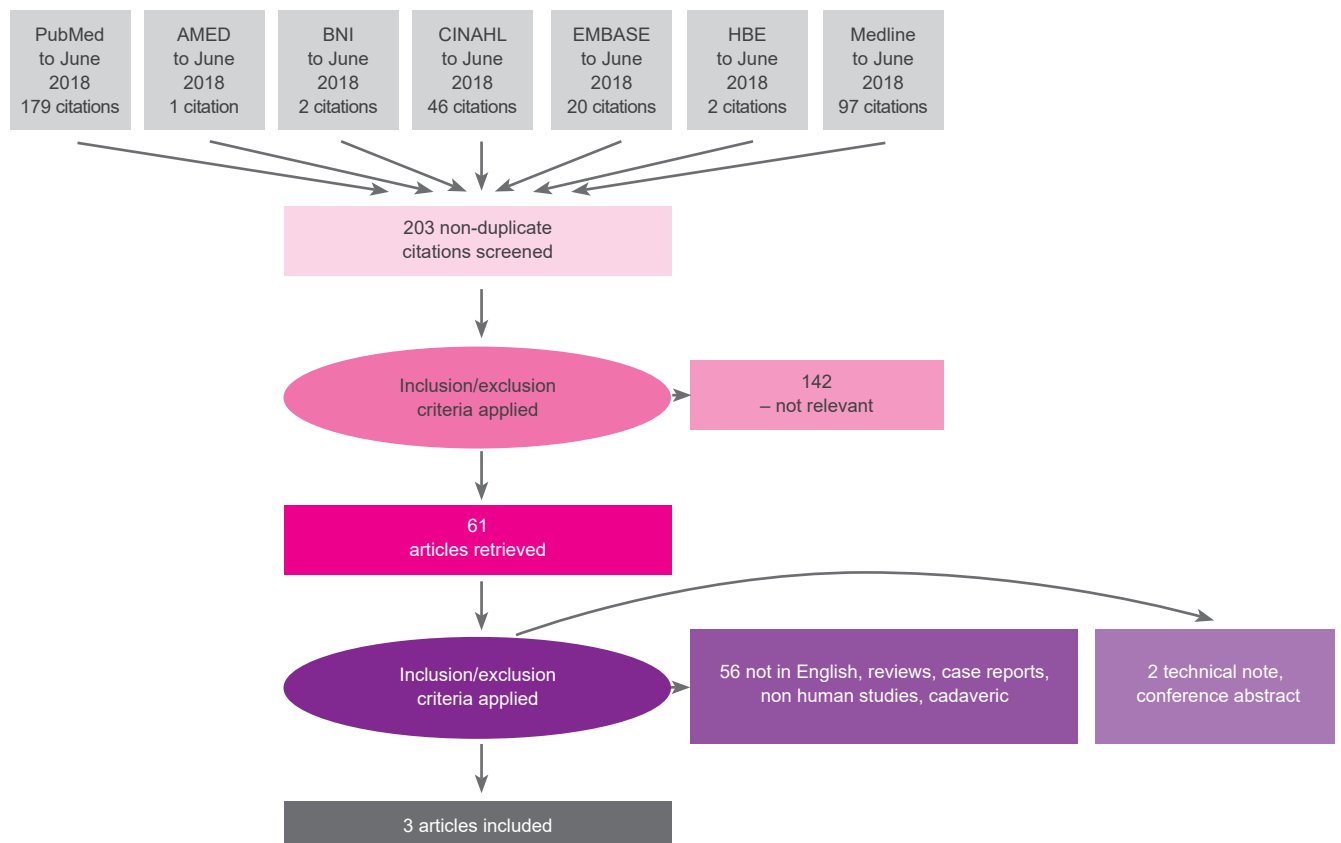 PubMed
to June
2018
179 citations
AMED
to June
2018
1 citation
BNI
to June
2018
2 citations
CINAHL
to June
2018
46 citations
EMBASE
to June
2018
20 citations
HBE
to June
2018
2 citations
Medline
to June
2018
97 citations
203 non-duplicate
citations screened
Inclusion/exclusion
criteria applied
142
– not relevant
61
articles retrieved
Inclusion/exclusion
criteria applied
56 not in English, reviews, case reports,
non human studies, cadaveric
2 technical note,
conference abstract
3 articles included